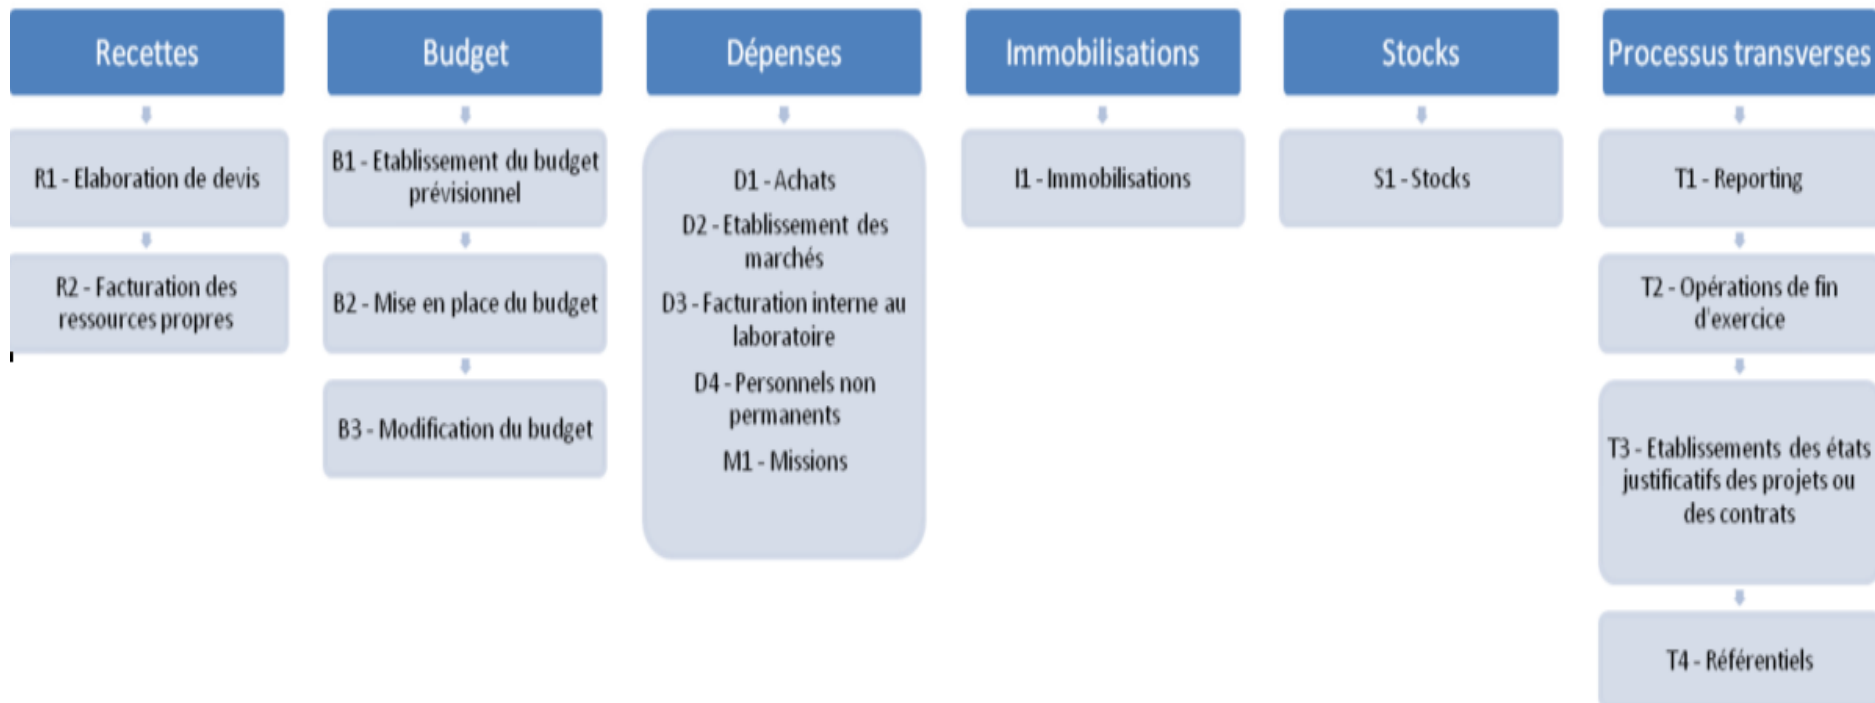 Recettes
R1 - Elaboration de devis
R2 - Facturation des
ressources propres
Budget
B1 - Etablissement du budget
prévisionnel
B2 - Mise en place du budget
B3 - Modification du budget
Dépenses
D1 - Achats
D2 - Etablissement des
marchés
D3 - Facturation interne au
laboratoire
D4 - Personnels non
permanents
M1 - Missions
Immobilisations
I1 - Immobilisations
Stocks
S1 - Stocks
Processus transverses
T1 - Reporting
T2 - Opérations de fin
d'exercice
T3 - Etablissements des états
justificatifs des projets ou
des contrats
T4 - Référentiels